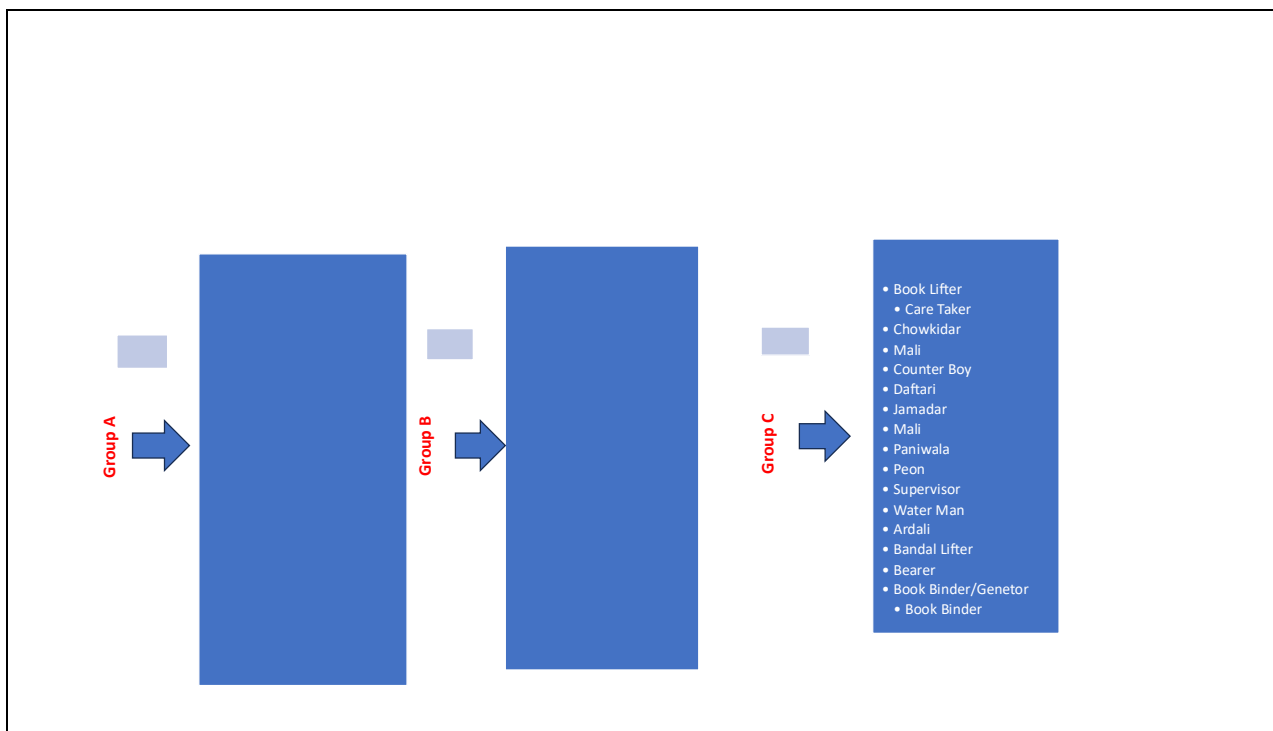 Group A
Group B
Group C
• Book Lifter
• Care Taker
• Chowkidar
• Mali
• Counter Boy
• Daftari
• Jamadar
• Mali
• Paniwala
• Peon
• Supervisor
• Water Man
• Ardali
• Bandal Lifter
• Bearer
• Book Binder/Genetor
• Book Binder